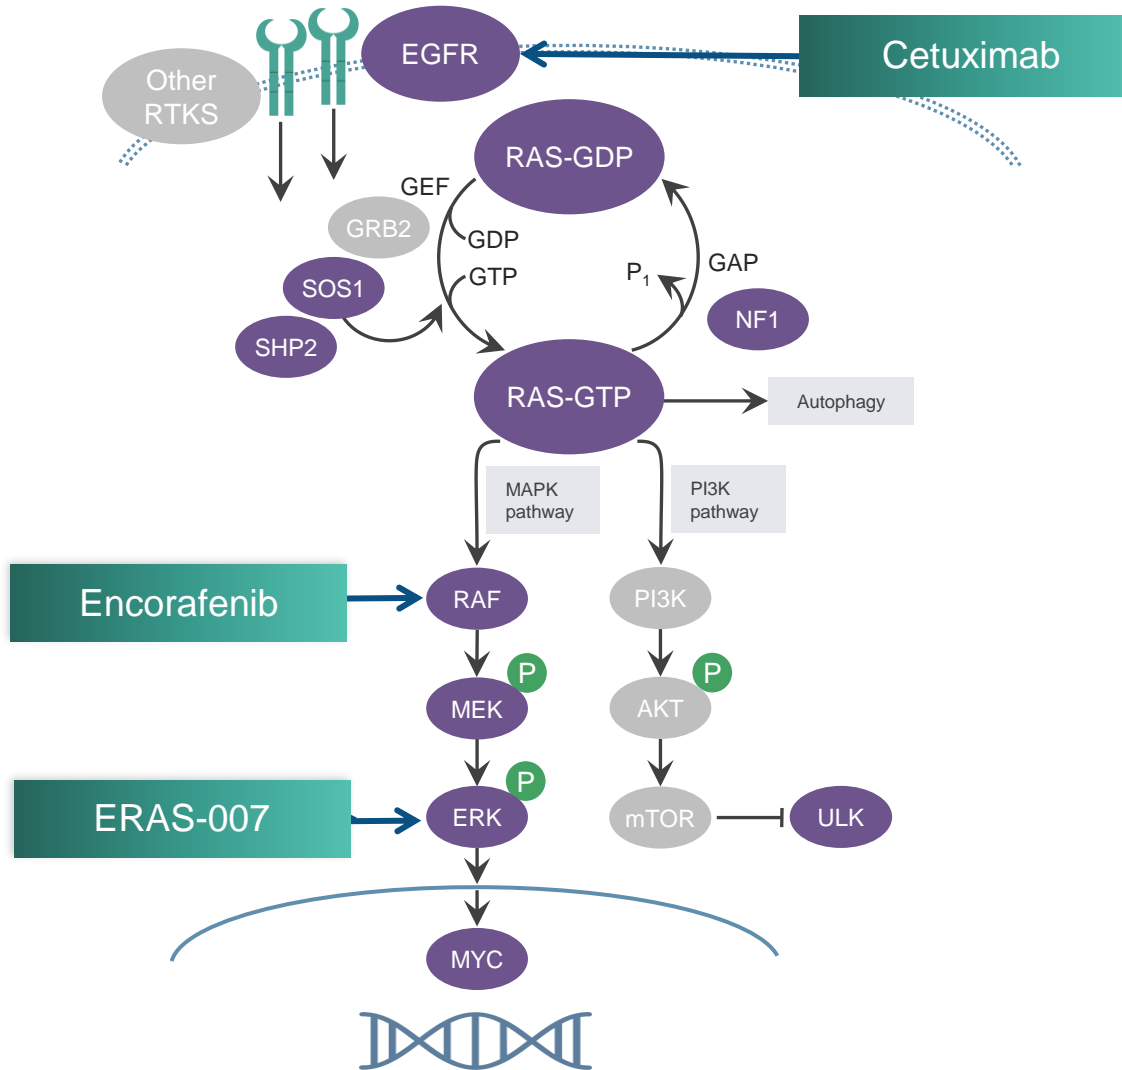 EGFR
Cetuximab
Other
RTKS
RAS-GDP
GEF
GRB2
GDP
GTP
P1
GAP
SOS1
NF1
SHP2
RAS-GTP
Autophagy
MAPK
pathway
PI3K
pathway
Encorafenib
RAF
PI3K
P
P
MEK
AKT
P
ERAS-007
ERK
mTOR
ULK
MYC